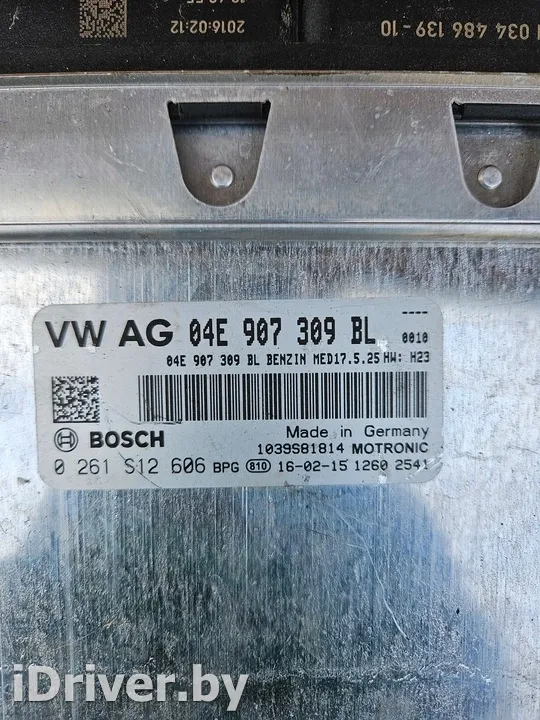 2016:02:12
034 486 139-10
VW AG 04E 907 309 BL
0010
04E 907 309 BL BENZIN MED17.5.25 HW: H23
BOSCH
Made in Germany
1039S81814 MOTRONIC
0 261 S12 606 BPG 810 16-02-15 1260 2541
iDriver.by